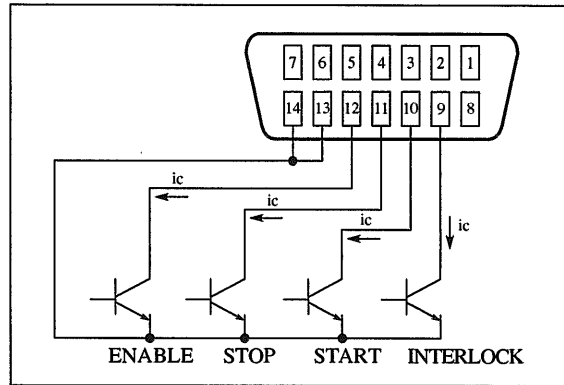 7 6 5 4 3 2 1
14 13 12 11 10 9 8
ic
ic
ic
ic
ENABLE STOP START INTERLOCK